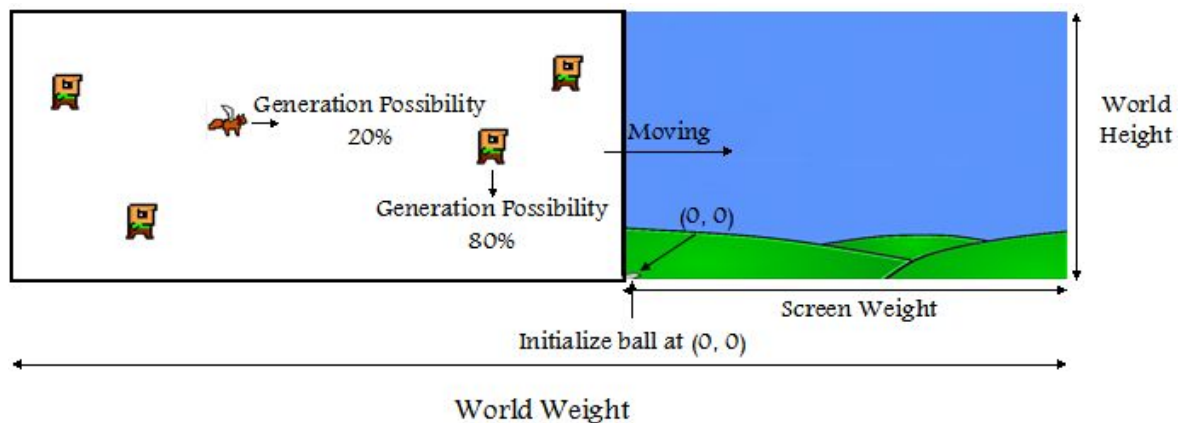 Generation Possibility
20%
Moving
World
Height
Generation Possibility
80%
(0, 0)
Screen Weight
Initialize ball at (0, 0)
World Weight